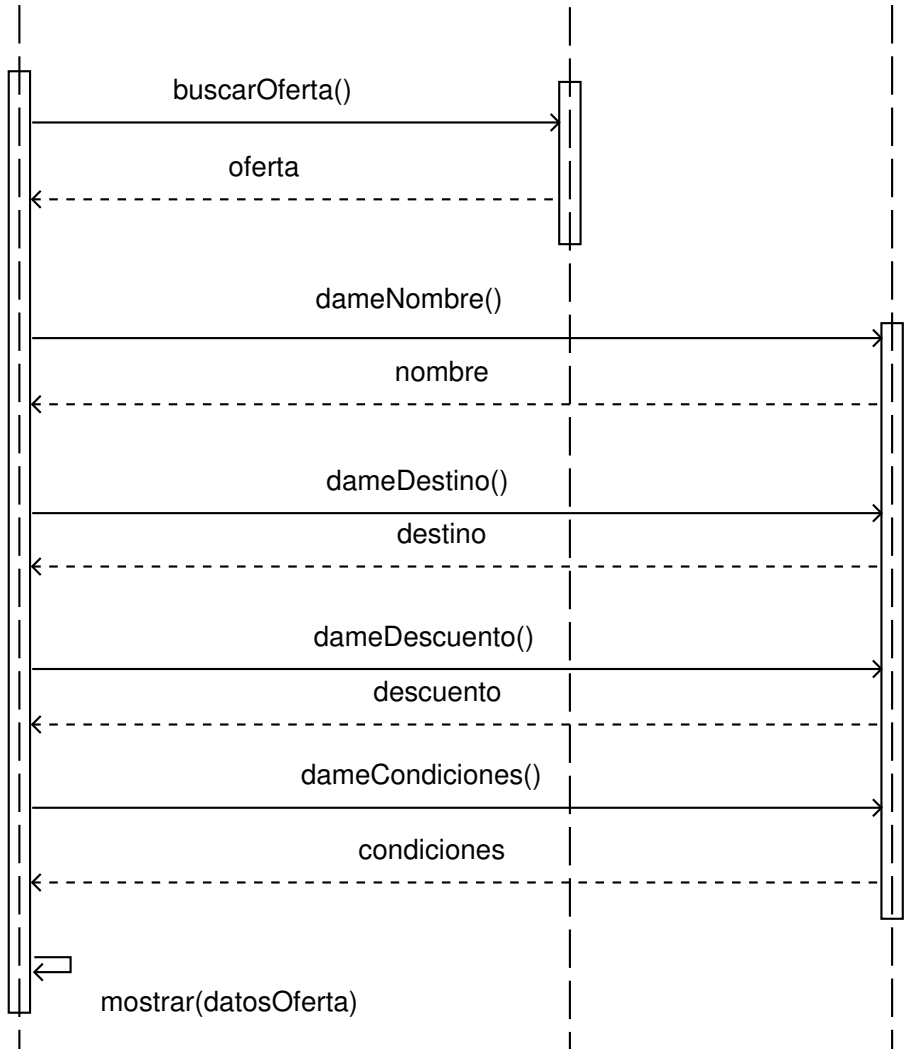 buscarOferta()
oferta
dameNombre()
nombre
dameDestino()
destino
dameDescuento()
descuento
dameCondiciones()
condiciones
mostrar(datosOferta)